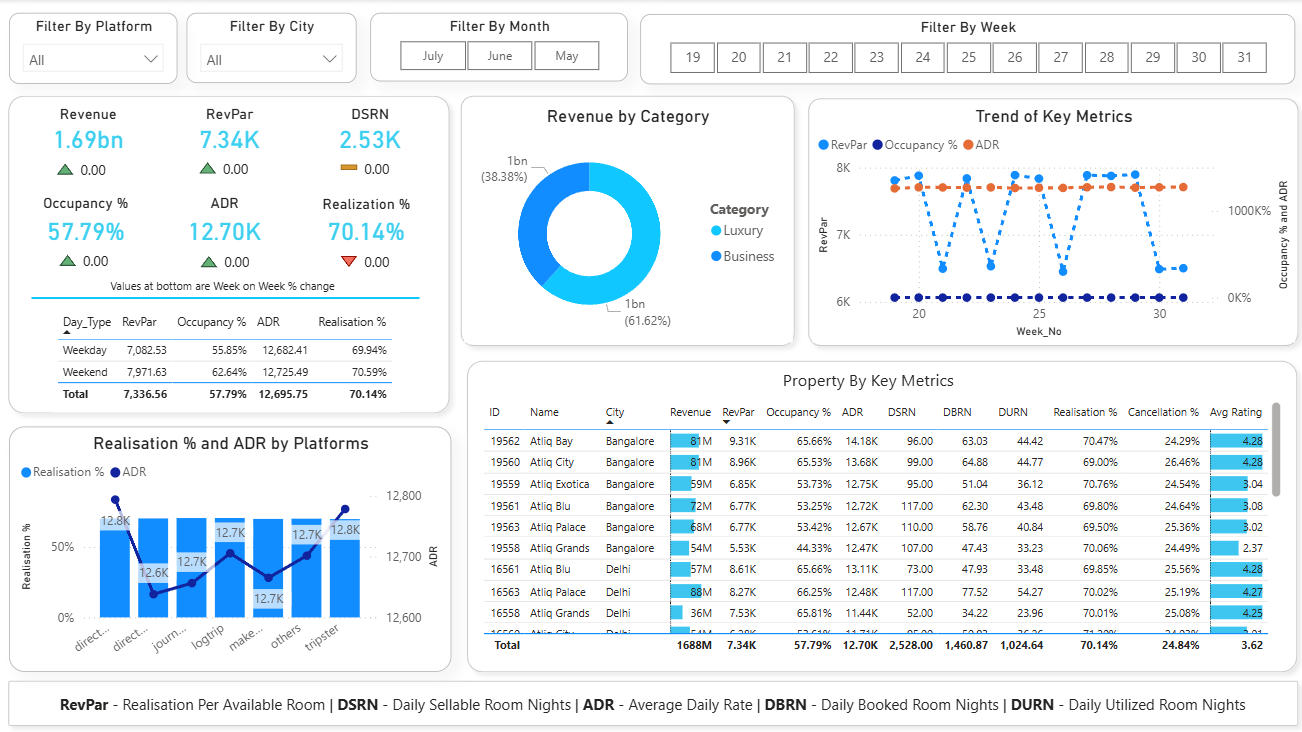 Filter By Platform
All
Filter By City
All
Filter By Month
July June May
Filter By Week
19 20 21 22 23 24 25 26 27 28 29 30 31
Revenue RevPar DSRN
1.69bn 7.34K 2.53K
0.00 0.00 0.00
Occupancy % ADR Realization %
57.79% 12.70K 70.14%
0.00 0.00 0.00
Values at bottom are Week on Week % change
Day_Type RevPar Occupancy % ADR Realisation %
Weekday 7,082.53 55.85% 12,682.41 69.94%
Weekend 7,971.63 62.64% 12,725.49 70.59%
Total 7,336.56 57.79% 12,695.75 70.14%
Revenue by Category
1bn
(38.38%)
Category
Luxury
Business
1bn
(61.62%)
Trend of Key Metrics
RevPar Occupancy % ADR
8K
7K
6K
RevPar
1000K%
0K%
Occupancy % and ADR
20 25 30
Week_No
Realisation % and ADR by Platforms
Realisation % ADR
Realisation %
50%
0%
12,800
12,700
12,600
ADR
12.8K 12.6K 12.7K 12.7K 12.7K 12.7K 12.8K
direct... direct... journ... logtrip make... others tripster
Property By Key Metrics
ID Name City Revenue RevPar Occupancy % ADR DSRN DBRN DURN Realisation % Cancellation % Avg Rating
19562 Atliq Bay Bangalore 81M 9.31K 65.66% 14.18K 96.00 63.03 44.42 70.47% 24.29% 4.28
19560 Atliq City Bangalore 81M 8.96K 65.53% 13.68K 99.00 64.88 44.77 69.00% 26.46% 4.28
19559 Atliq Exotica Bangalore 59M 6.85K 53.73% 12.75K 95.00 51.04 36.12 70.76% 24.54% 3.04
19561 Atliq Blu Bangalore 72M 6.77K 53.25% 12.72K 117.00 62.30 43.48 69.80% 24.64% 3.08
19563 Atliq Palace Bangalore 68M 6.77K 53.42% 12.67K 110.00 58.76 40.84 69.50% 25.36% 3.02
19558 Atliq Grands Bangalore 54M 5.53K 44.33% 12.47K 107.00 47.43 33.23 70.06% 24.49% 2.37
16561 Atliq Blu Delhi 57M 8.61K 65.66% 13.11K 73.00 47.93 33.48 69.85% 25.56% 4.28
16563 Atliq Palace Delhi 88M 8.27K 66.25% 12.48K 117.00 77.52 54.27 70.02% 25.19% 4.27
16558 Atliq Grands Delhi 36M 7.53K 65.81% 11.44K 52.00 34.22 23.96 70.01% 25.08% 4.25
Total 1688M 7.34K 57.79% 12.70K 2,528.00 1,460.87 1,024.64 70.14% 24.84% 3.62
RevPar - Realisation Per Available Room | DSRN - Daily Sellable Room Nights | ADR - Average Daily Rate | DBRN - Daily Booked Room Nights | DURN - Daily Utilized Room Nights